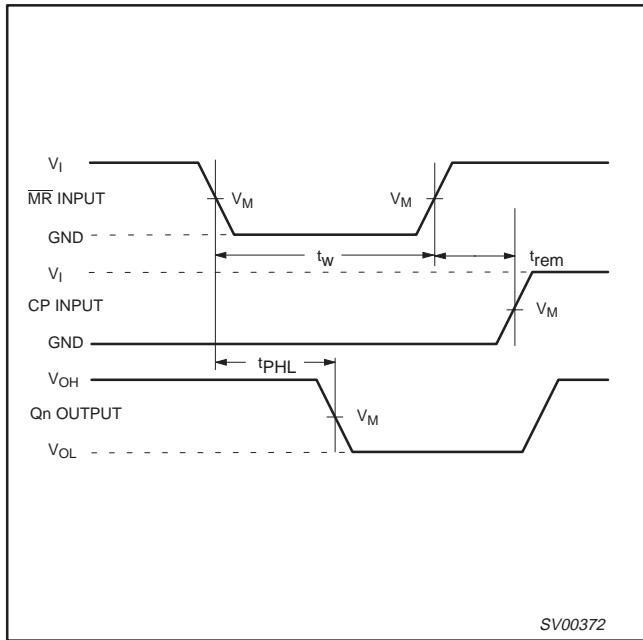 V_I
M̅R̅ INPUT
V_M
V_M
GND
t_W
t_rem
V_I
CP INPUT
V_M
GND
t_PHL
V_OH
Qn OUTPUT
V_M
V_OL
SV00372